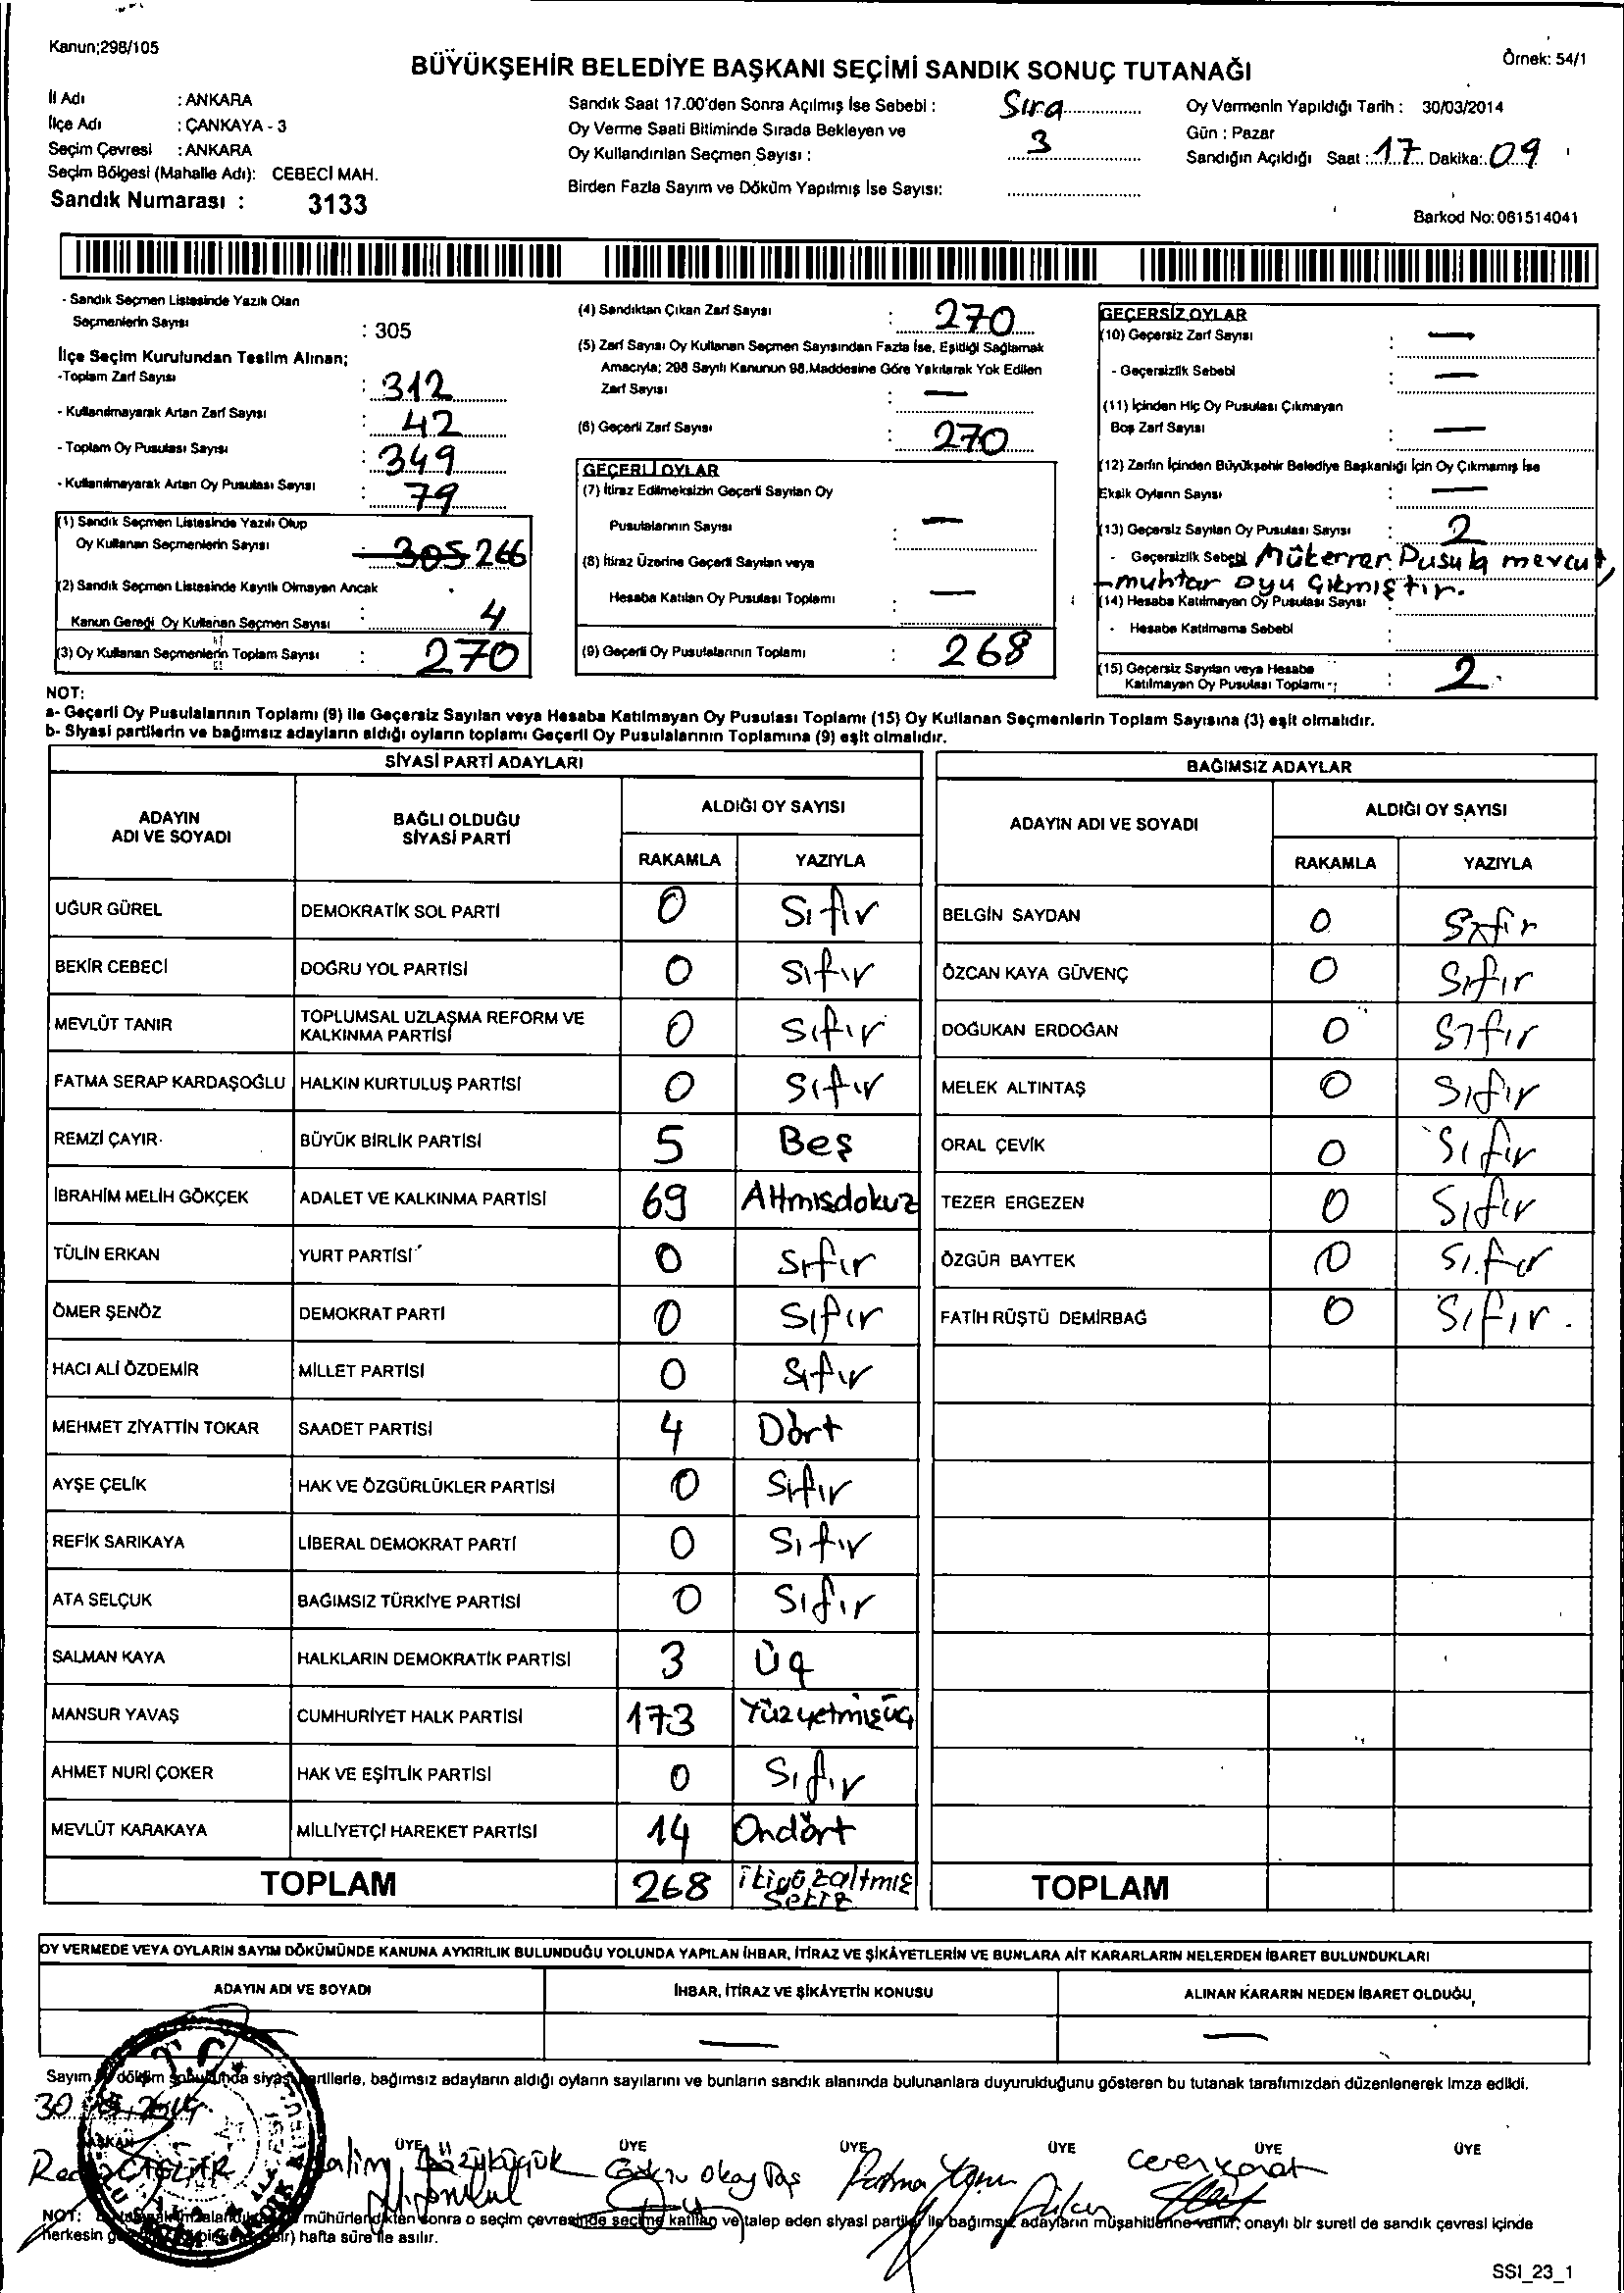 Kanun;298/105
Örnek: 54/1
BÜYÜKŞEHİR BELEDİYE BAŞKANI SEÇİMİ SANDIK SONUÇ TUTANAĞI
İl Adı : ANKARA
İlçe Adı : ÇANKAYA - 3
Seçim Çevresi : ANKARA
Seçim Bölgesi (Mahalle Adı): CEBECİ MAH.
Sandık Numarası : 3133
Sandık Saat 17.00'den Sonra Açılmış İse Sebebi : Sıra
Oy Verme Saati Bitiminde Sırada Bekleyen ve
Oy Kullandırılan Seçmen Sayısı : 3
Birden Fazla Sayım ve Döküm Yapılmış İse Sayısı:
Oy Vermenin Yapıldığı Tarih : 30/03/2014
Gün : Pazar
Sandığın Açıldığı Saat : 17 Dakika: 09
Barkod No: 061514041
- Sandık Seçmen Listesinde Yazılı Olan
Seçmenlerin Sayısı : 305
İlçe Seçim Kurulundan Teslim Alınan;
-Toplam Zarf Sayısı : 312
- Kullanılmayarak Artan Zarf Sayısı : 42
- Toplam Oy Pusulası Sayısı : 349
- Kullanılmayarak Artan Oy Pusulası Sayısı : 79
(1) Sandık Seçmen Listesinde Yazılı Olup
Oy Kullanan Seçmenlerin Sayısı : 305 266
(2) Sandık Seçmen Listesinde Kayıtlı Olmayan Ancak
Kanun Gereği Oy Kullanan Seçmen Sayısı : 4
(3) Oy Kullanan Seçmenlerin Toplam Sayısı : 270
(4) Sandıktan Çıkan Zarf Sayısı : 270
(5) Zarf Sayısı Oy Kullanan Seçmen Sayısından Fazla İse, Eşitliği Sağlamak
Amacıyla; 298 Sayılı Kanunun 98.Maddesine Göre Yakılarak Yok Edilen
Zarf Sayısı : —
(6) Geçerli Zarf Sayısı : 270
GEÇERLİ OYLAR
(7) İtiraz Edilmeksizin Geçerli Sayılan Oy
Pusulalarının Sayısı : —
(8) İtiraz Üzerine Geçerli Sayılan veya
Hesaba Katılan Oy Pusulası Toplamı : —
(9) Geçerli Oy Pusulalarının Toplamı : 268
GEÇERSİZ OYLAR
(10) Geçersiz Zarf Sayısı : —
- Geçersizlik Sebebi : —
(11) İçinden Hiç Oy Pusulası Çıkmayan
Boş Zarf Sayısı : —
(12) Zarfın İçinden Büyükşehir Belediye Başkanlığı İçin Oy Çıkmamış İse
Eksik Oyların Sayısı : —
(13) Geçersiz Sayılan Oy Pusulası Sayısı : 2
- Geçersizlik Sebebi Mükerrer Pusula mevcut,
-muhtar oyu Çıkmıştır.
(14) Hesaba Katılmayan Oy Pusulası Sayısı
- Hesaba Katılmama Sebebi :
(15) Geçersiz Sayılan veya Hesaba
Katılmayan Oy Pusulası Toplamı : 2
NOT:
a- Geçerli Oy Pusulalarının Toplamı (9) ile Geçersiz Sayılan veya Hesaba Katılmayan Oy Pusulası Toplamı (15) Oy Kullanan Seçmenlerin Toplam Sayısına (3) eşit olmalıdır.
b- Siyasi partilerin ve bağımsız adayların aldığı oyların toplamı Geçerli Oy Pusulalarının Toplamına (9) eşit olmalıdır.
SİYASİ PARTİ ADAYLARI
ADAYIN ADI VE SOYADI BAĞLI OLDUĞU SİYASİ PARTİ ALDIĞI OY SAYISI
RAKAMLA YAZIYLA
UĞUR GÜREL DEMOKRATİK SOL PARTİ 0 Sıfır
BEKİR CEBECİ DOĞRU YOL PARTİSİ 0 Sıfır
MEVLÜT TANIR TOPLUMSAL UZLAŞMA REFORM VE KALKINMA PARTİSİ 0 Sıfır
FATMA SERAP KARDAŞOĞLU HALKIN KURTULUŞ PARTİSİ 0 Sıfır
REMZİ ÇAYIR BÜYÜK BİRLİK PARTİSİ 5 Beş
İBRAHİM MELİH GÖKÇEK ADALET VE KALKINMA PARTİSİ 69 Altmısdokuz
TÜLİN ERKAN YURT PARTİSİ 0 Sıfır
ÖMER ŞENÖZ DEMOKRAT PARTİ 0 Sıfır
HACI ALİ ÖZDEMİR MİLLET PARTİSİ 0 Sıfır
MEHMET ZİYATTİN TOKAR SAADET PARTİSİ 4 Dört
AYŞE ÇELİK HAK VE ÖZGÜRLÜKLER PARTİSİ 0 Sıfır
REFİK SARIKAYA LİBERAL DEMOKRAT PARTİ 0 Sıfır
ATA SELÇUK BAĞIMSIZ TÜRKİYE PARTİSİ 0 Sıfır
SALMAN KAYA HALKLARIN DEMOKRATİK PARTİSİ 3 Üç
MANSUR YAVAŞ CUMHURİYET HALK PARTİSİ 173 Yüzyetmişüç
AHMET NURİ ÇOKER HAK VE EŞİTLİK PARTİSİ 0 Sıfır
MEVLÜT KARAKAYA MİLLİYETÇİ HAREKET PARTİSİ 14 Ondört
TOPLAM 268 ikiyüzaltmış sekiz
BAĞIMSIZ ADAYLAR
ADAYIN ADI VE SOYADI ALDIĞI OY SAYISI
RAKAMLA YAZIYLA
BELGİN SAYDAN 0 Sıfır
ÖZCAN KAYA GÜVENÇ 0 Sıfır
DOĞUKAN ERDOĞAN 0 Sıfır
MELEK ALTINTAŞ 0 Sıfır
ORAL ÇEVİK 0 Sıfır
TEZER ERGEZEN 0 Sıfır
ÖZGÜR BAYTEK 0 Sıfır
FATİH RÜŞTÜ DEMİRBAĞ 0 Sıfır.
TOPLAM
OY VERMEDE VEYA OYLARIN SAYIM DÖKÜMÜNDE KANUNA AYKIRILIK BULUNDUĞU YOLUNDA YAPILAN İHBAR, İTİRAZ VE ŞİKÂYETLERİN VE BUNLARA AİT KARARLARIN NELERDEN İBARET BULUNDUKLARI
ADAYIN ADI VE SOYADI İHBAR, İTİRAZ VE ŞİKÂYETİN KONUSU ALINAN KARARIN NEDEN İBARET OLDUĞU
— —
Sayım döküm sonucunda siyasi partilerle, bağımsız adayların aldığı oyların sayılarını ve bunların sandık alanında bulunanlara duyurulduğunu gösteren bu tutanak tarafımızdan düzenlenerek imza edildi.
BAŞKAN ÜYE ÜYE ÜYE ÜYE ÜYE ÜYE
Okay Taş Fatma Ceren
NOT: mühürlendikten sonra o seçim çevresinde seçime katılan ve talep eden siyasi partiler ile bağımsız adayların müşahitlerine verilir; onaylı bir sureti de sandık çevresi içinde
herkesin hafta süre ile asılır.
SSI_23_1